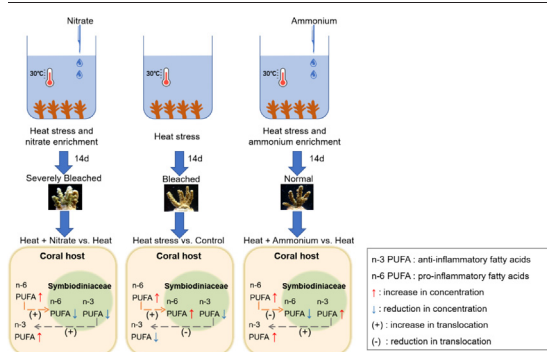 Nitrate
Ammonium
30℃
30℃
30℃
Heat stress and
nitrate enrichment
Heat stress
Heat stress and
ammonium enrichment
14d
14d
14d
Severely Bleached
Bleached
Normal
Heat + Nitrate vs. Heat
Heat stress vs. Control
Heat + Ammonium vs. Heat
Coral host
n-6
PUFA ↑
Symbiodiniaceae
n-6
PUFA ↓
n-3
PUFA ↓
(+)
n-3
PUFA ↑
(+)
Coral host
n-6
PUFA ↑
Symbiodiniaceae
n-6
PUFA ↑
n-3
PUFA ↓
(+)
n-3
PUFA ↓
(-)
Coral host
n-6
PUFA ↓
Symbiodiniaceae
n-6
PUFA ↓
n-3
PUFA ↑
(-)
n-3
PUFA ↑
(+)
n-3 PUFA : anti-inflammatory fatty acids
n-6 PUFA : pro-inflammatory fatty acids
↑ : increase in concentration
↓ : reduction in concentration
(+) : increase in translocation
(-) : reduction in translocation